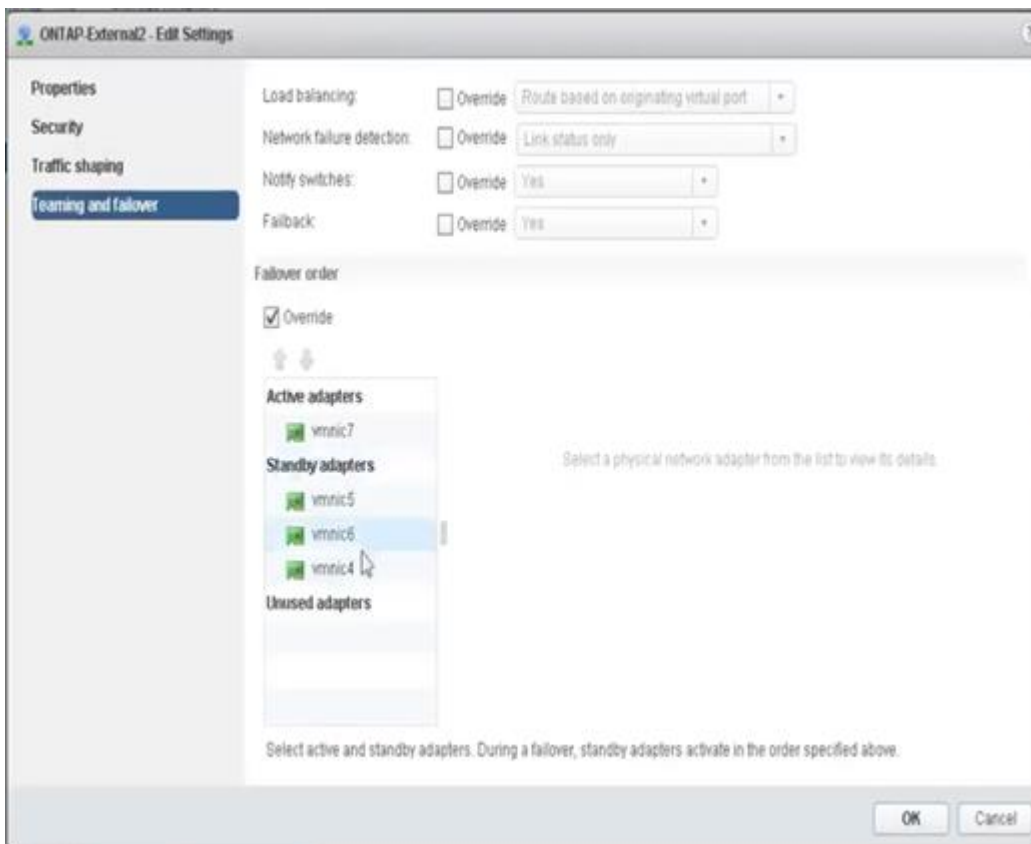 ONTAP-External2 - Edit Settings
Properties
Security
Traffic shaping
Teaming and failover
Load balancing: Override Route based on originating virtual port
Network failure detection: Override Link status only
Notify switches: Override Yes
Failback: Override Yes
Failover order
Override
Active adapters
vmnic7
Standby adapters
vmnic5
vmnic6
vmnic4
Unused adapters
Select a physical network adapter from the list to view its details.
Select active and standby adapters. During a failover, standby adapters activate in the order specified above.
OK Cancel